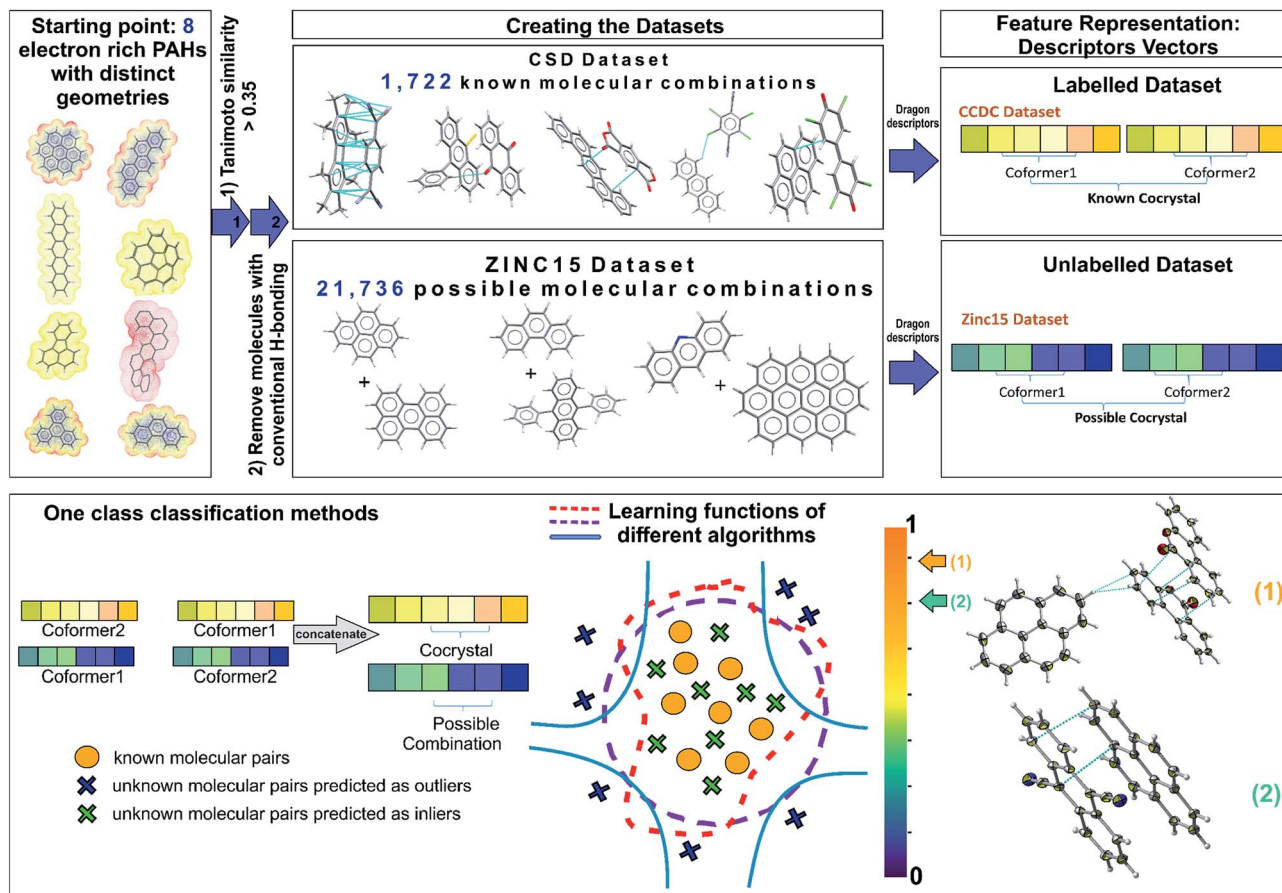 Starting point: 8
electron rich PAHs
with distinct
geometries
1) Tanimoto similarity
> 0.35
1
2
2) Remove molecules with
conventional H-bonding
Creating the Datasets
CSD Dataset
1,722 known molecular combinations
ZINC15 Dataset
21,736 possible molecular combinations
+
+
+
Dragon
descriptors
Dragon
descriptors
Feature Representation:
Descriptors Vectors
Labelled Dataset
CCDC Dataset
Coformer1
Coformer2
Known Cocrystal
Unlabelled Dataset
Zinc15 Dataset
Coformer1
Coformer2
Possible Cocrystal
One class classification methods
Coformer2
Coformer1
Coformer1
Coformer2
concatenate
Cocrystal
Possible
Combination
known molecular pairs
unknown molecular pairs predicted as outliers
unknown molecular pairs predicted as inliers
Learning functions of
different algorithms
1
(1)
(2)
0
(1)
(2)